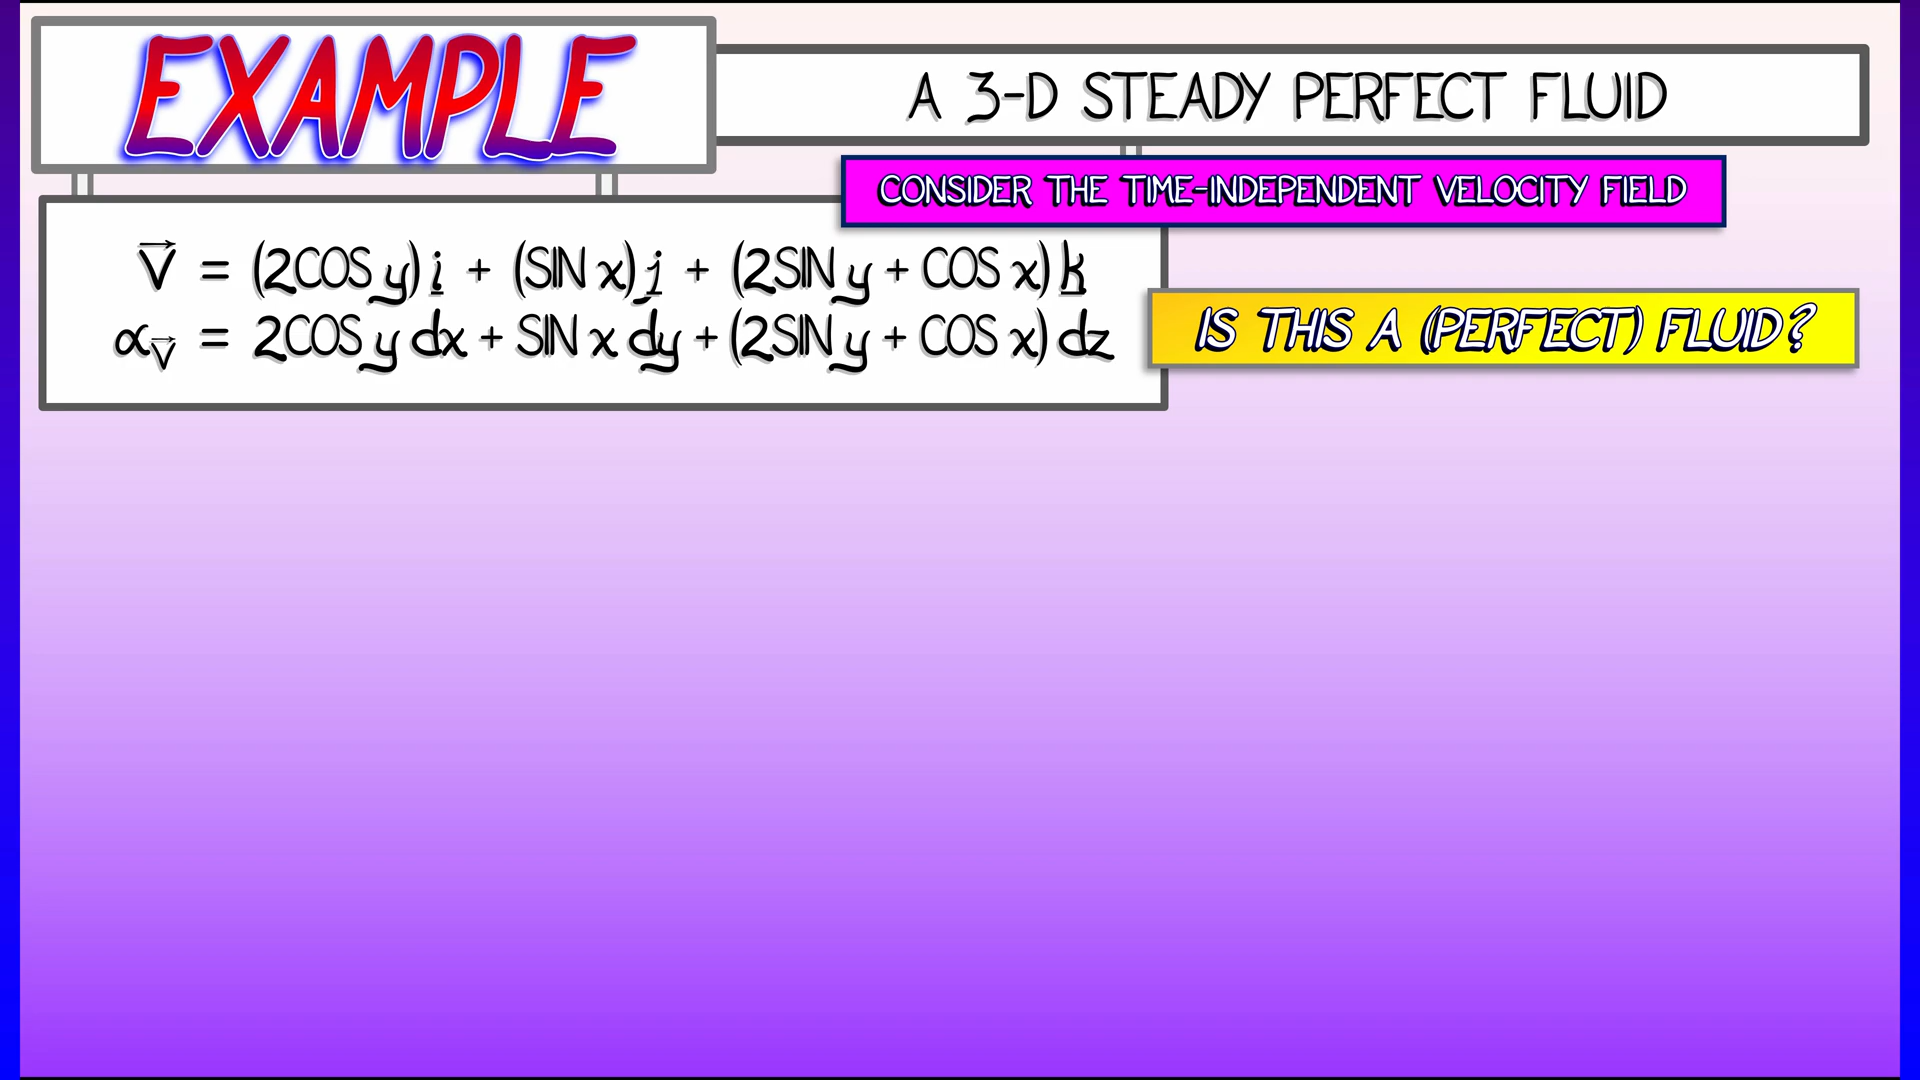 EXAMPLE
A 3-D STEADY PERFECT FLUID
CONSIDER THE TIME-INDEPENDENT VELOCITY FIELD
V⃗ = (2COS y) i + (SIN x) j + (2SIN y + COS x) k
α_V⃗ = 2COS y dx + SIN x dy + (2SIN y + COS x) dz
IS THIS A (PERFECT) FLUID?